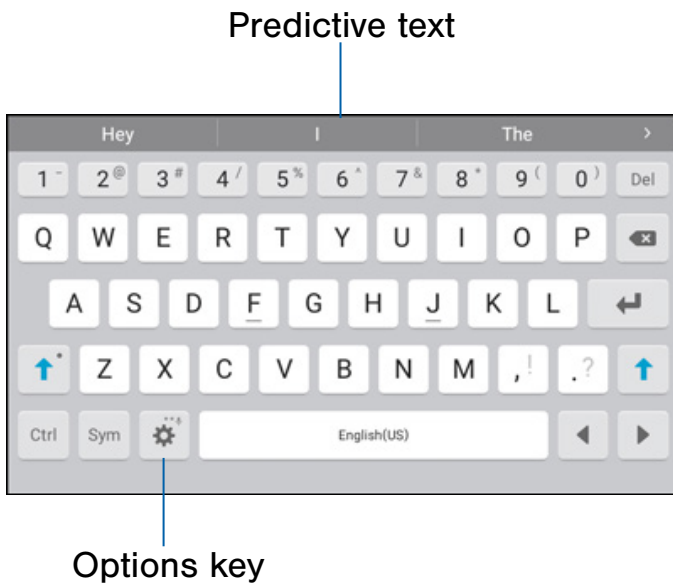 Predictive text
Hey I The >
1 - 2 @ 3 # 4 / 5 % 6 ^ 7 & 8 * 9 ( 0 ) Del
Q W E R T Y U I O P
A S D F G H J K L
Z X C V B N M , ! . ?
Ctrl Sym English(US)
Options key